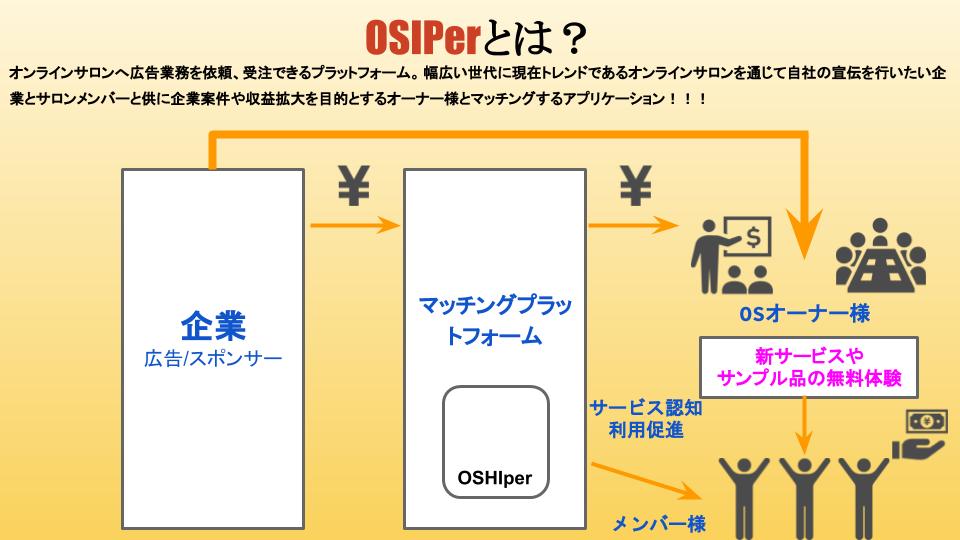 OSIPerとは？
オンラインサロンへ広告業務を依頼、受注できるプラットフォーム。幅広い世代に現在トレンドであるオンラインサロンを通じて自社の宣伝を行いたい企
業とサロンメンバーと供に企業案件や収益拡大を目的とするオーナー様とマッチングするアプリケーション！！！
¥
¥
$
企業
広告/スポンサー
マッチングプラッ
トフォーム
OSHIper
OSオーナー様
新サービスや
サンプル品の無料体験
サービス認知
利用促進
¥
メンバー様